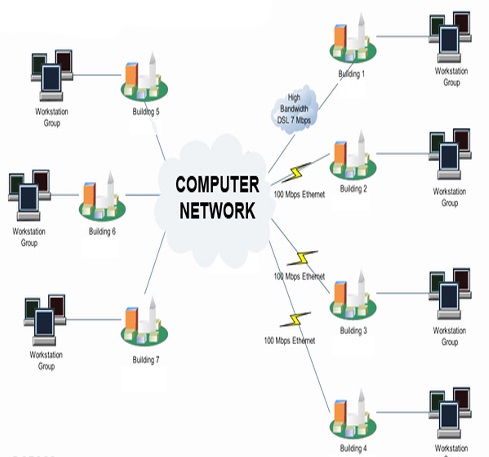 Building 1
Workstation
Group
High
Bandwidth
DSL 7 Mbps
Workstation
Group
Building 5
COMPUTER
NETWORK
Building 2
100 Mbps Ethernet
Workstation
Group
Workstation
Group
Building 6
100 Mbps Ethernet
Building 3
Workstation
Group
100 Mbps Ethernet
Workstation
Group
Building 7
Building 4
Workstation